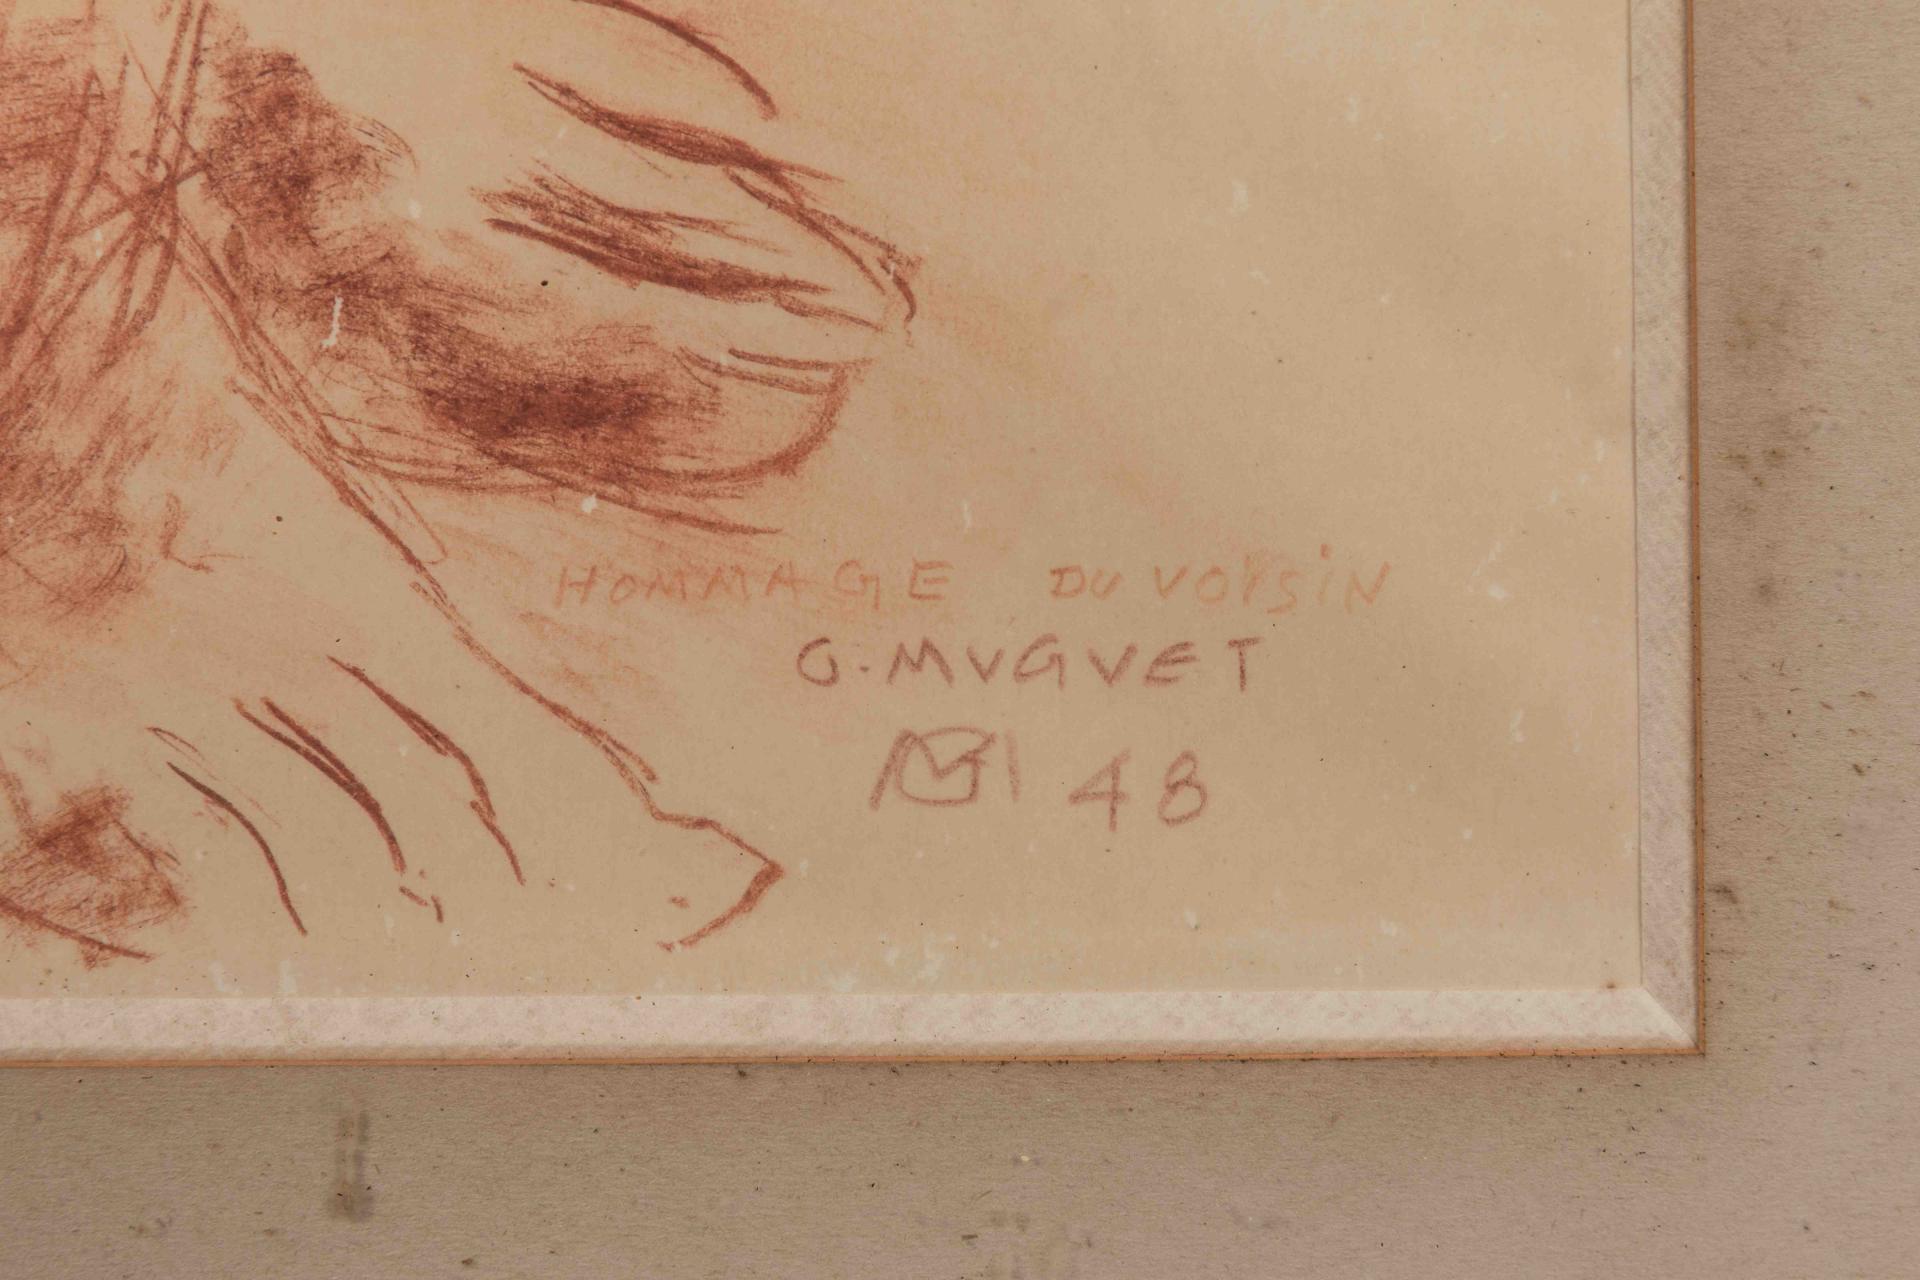 HOMMAGE DU VOISIN
G. MVGVET
48